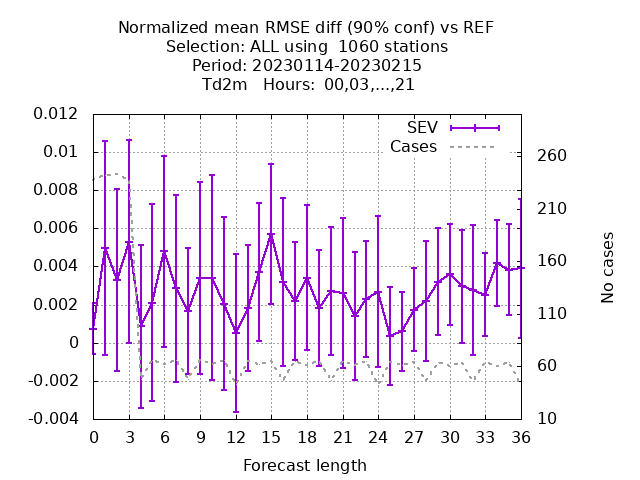 Normalized mean RMSE diff (90% conf) vs REF
Selection: ALL using  1060 stations
Period: 20230114-20230215
Td2m   Hours:  00,03,...,21
SEV
Cases
0.012
0.01
0.008
0.006
0.004
0.002
0
-0.002
-0.004
260
210
160
110
60
10
No cases
0 3 6 9 12 15 18 21 24 27 30 33 36
Forecast length